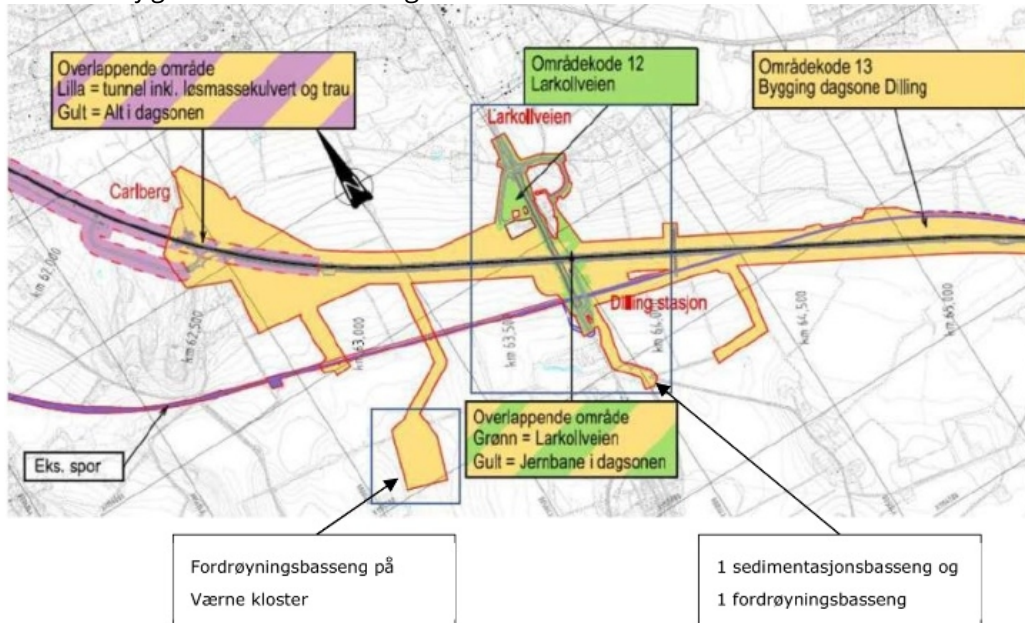 Overlappende område
Lilla = tunnel inkl. løsmassekulvert og trau
Gult = Alt i dagsonen
Områdekode 12
Larkollveien
Områdekode 13
Bygging dagsone Dilling
Larkollveien
Carlberg
Dilling stasjon
km 62,000
km 62,500
km 63,000
km 63,500
km 64,500
km 65,000
Overlappende område
Grønn = Larkollveien
Gult = Jernbane i dagsonen
Eks. spor
Fordrøyningsbasseng på
Værne kloster
1 sedimentasjonsbasseng og
1 fordrøyningsbasseng